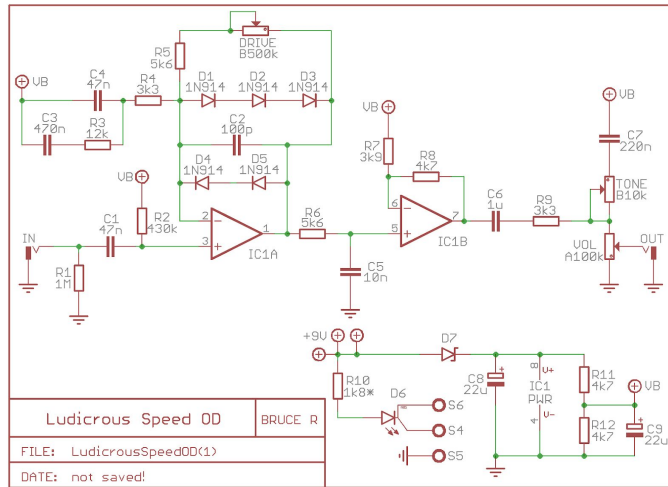 DRIVE
B500k
R5
5k6
VB
C4
47n
R4
3k3
D1
1N914
D2
1N914
D3
1N914
C3
470n
R3
12k
C2
100p
D4
1N914
D5
1N914
VB
R2
430k
IN
C1
47n
R1
1M
2
3
1
IC1A
R6
5k6
C5
10n
VB
R7
3k9
R8
4k7
6
5
7
IC1B
C6
1u
R9
3k3
VB
C7
220n
TONE
B10k
VOL
A100k
OUT
+9V
D7
R10
1k8*
D6
S6
S4
S5
C8
22u
8
V+
IC1
PWR
V-
4
R11
4k7
VB
R12
4k7
C9
22u
Ludicrous Speed OD
BRUCE R
FILE: LudicrousSpeedOD(1)
DATE: not saved!